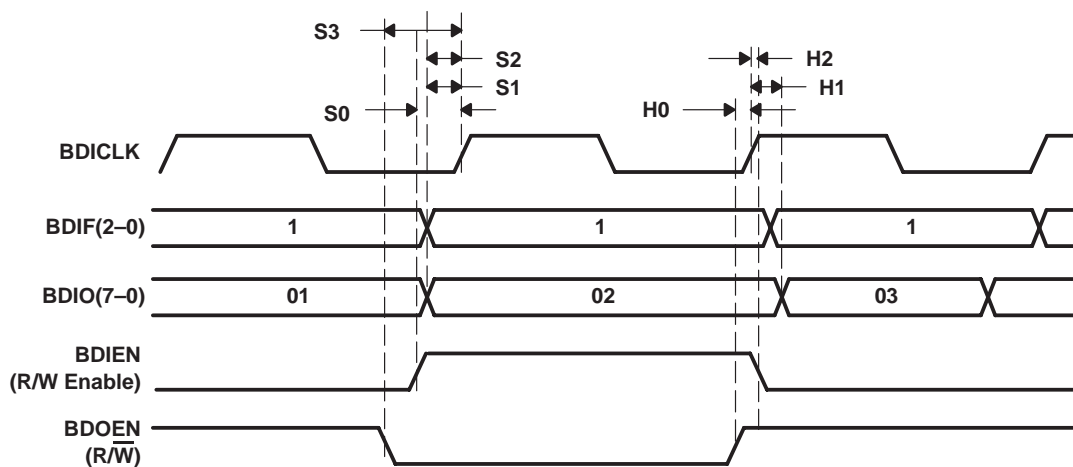 S3
S2 H2
S1 H1
S0 H0
BDICLK
BDIF(2–0) 1 1 1
BDIO(7–0) 01 02 03
BDIEN
(R/W Enable)
BDOEN
(R/W̅)